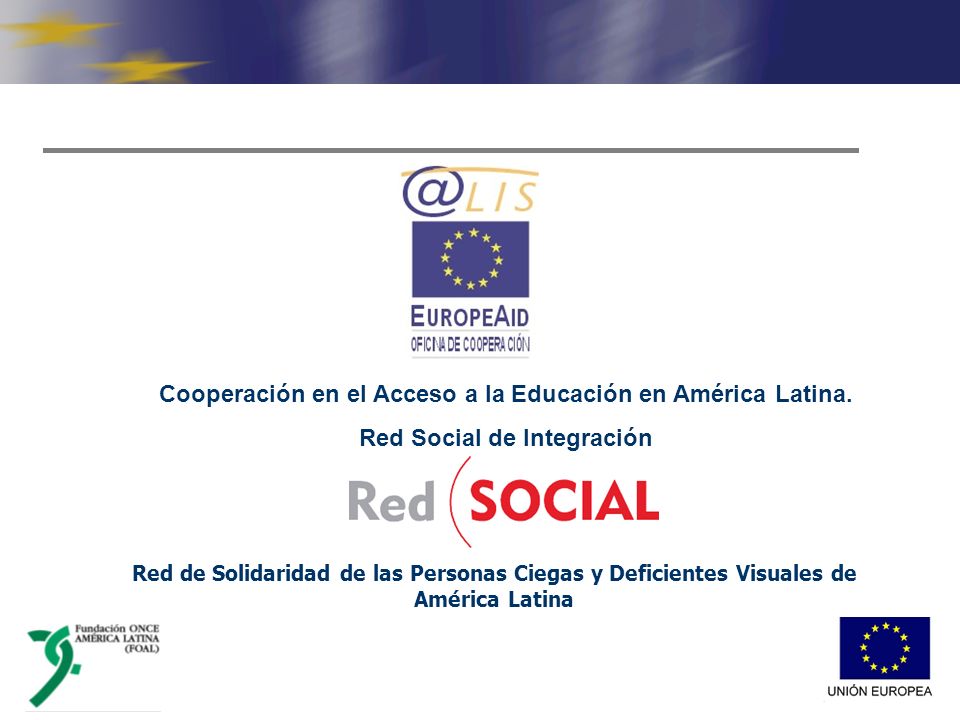 @LIS
EUROPEAID
OFICINA DE COOPERACIÓN
Cooperación en el Acceso a la Educación en América Latina.
Red Social de Integración
Red SOCIAL
Red de Solidaridad de las Personas Ciegas y Deficientes Visuales de
América Latina
Fundación ONCE
AMÉRICA LATINA
(FOAL)
UNIÓN EUROPEA